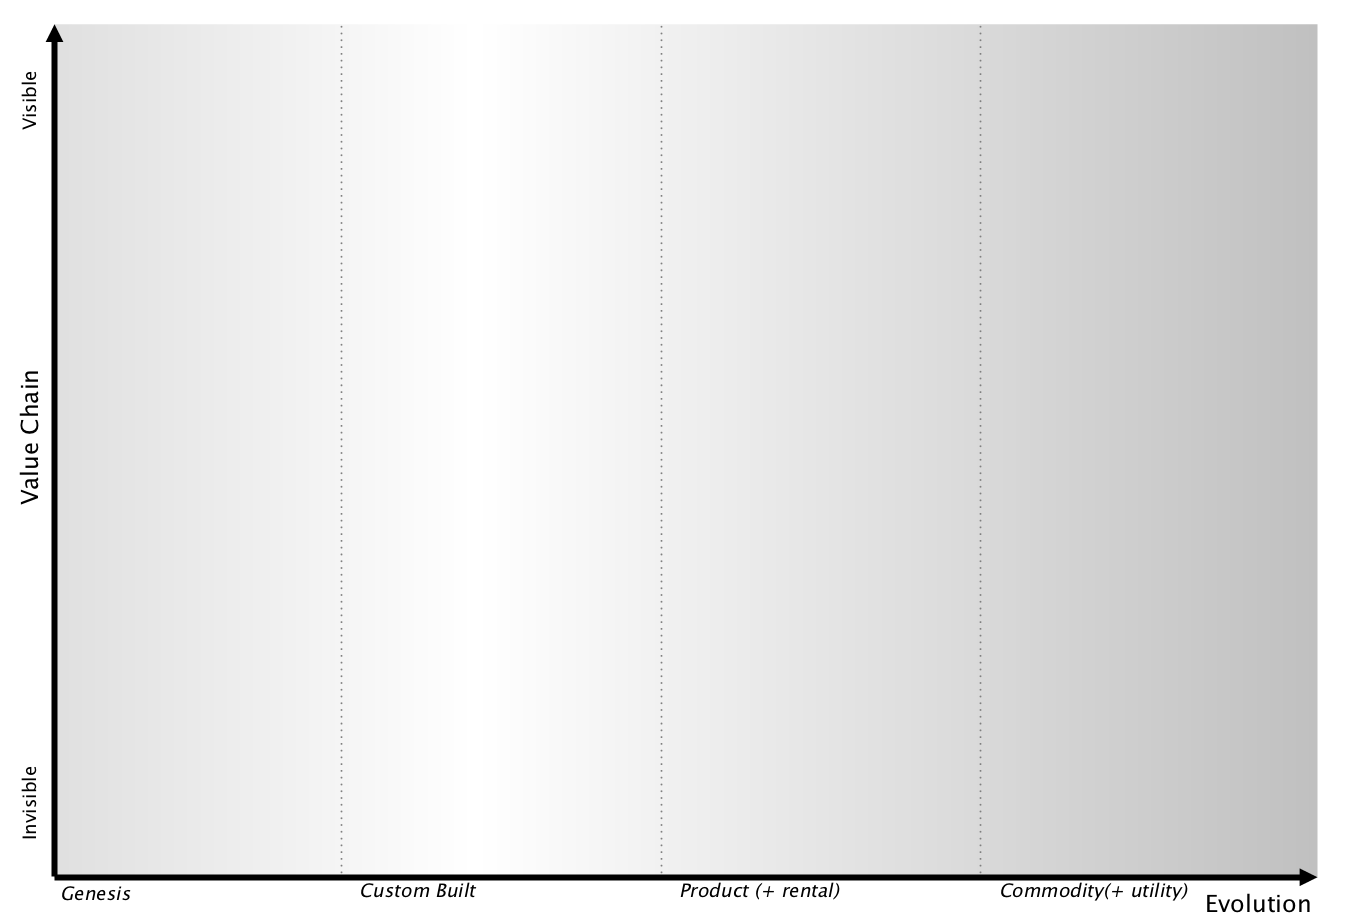 Visible
Value Chain
Invisible
Genesis
Custom Built
Product (+ rental)
Commodity(+ utility)
Evolution